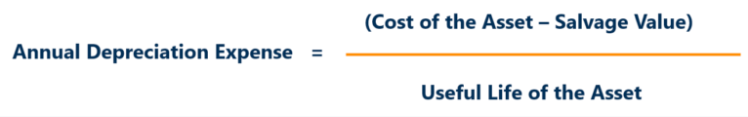 (Cost of the Asset – Salvage Value)
Annual Depreciation Expense =
Useful Life of the Asset